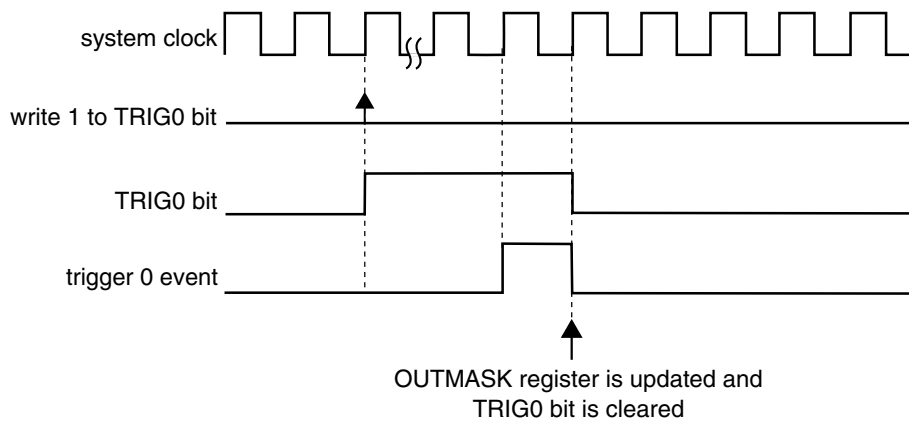 system clock
write 1 to TRIG0 bit
TRIG0 bit
trigger 0 event
OUTMASK register is updated and
TRIG0 bit is cleared